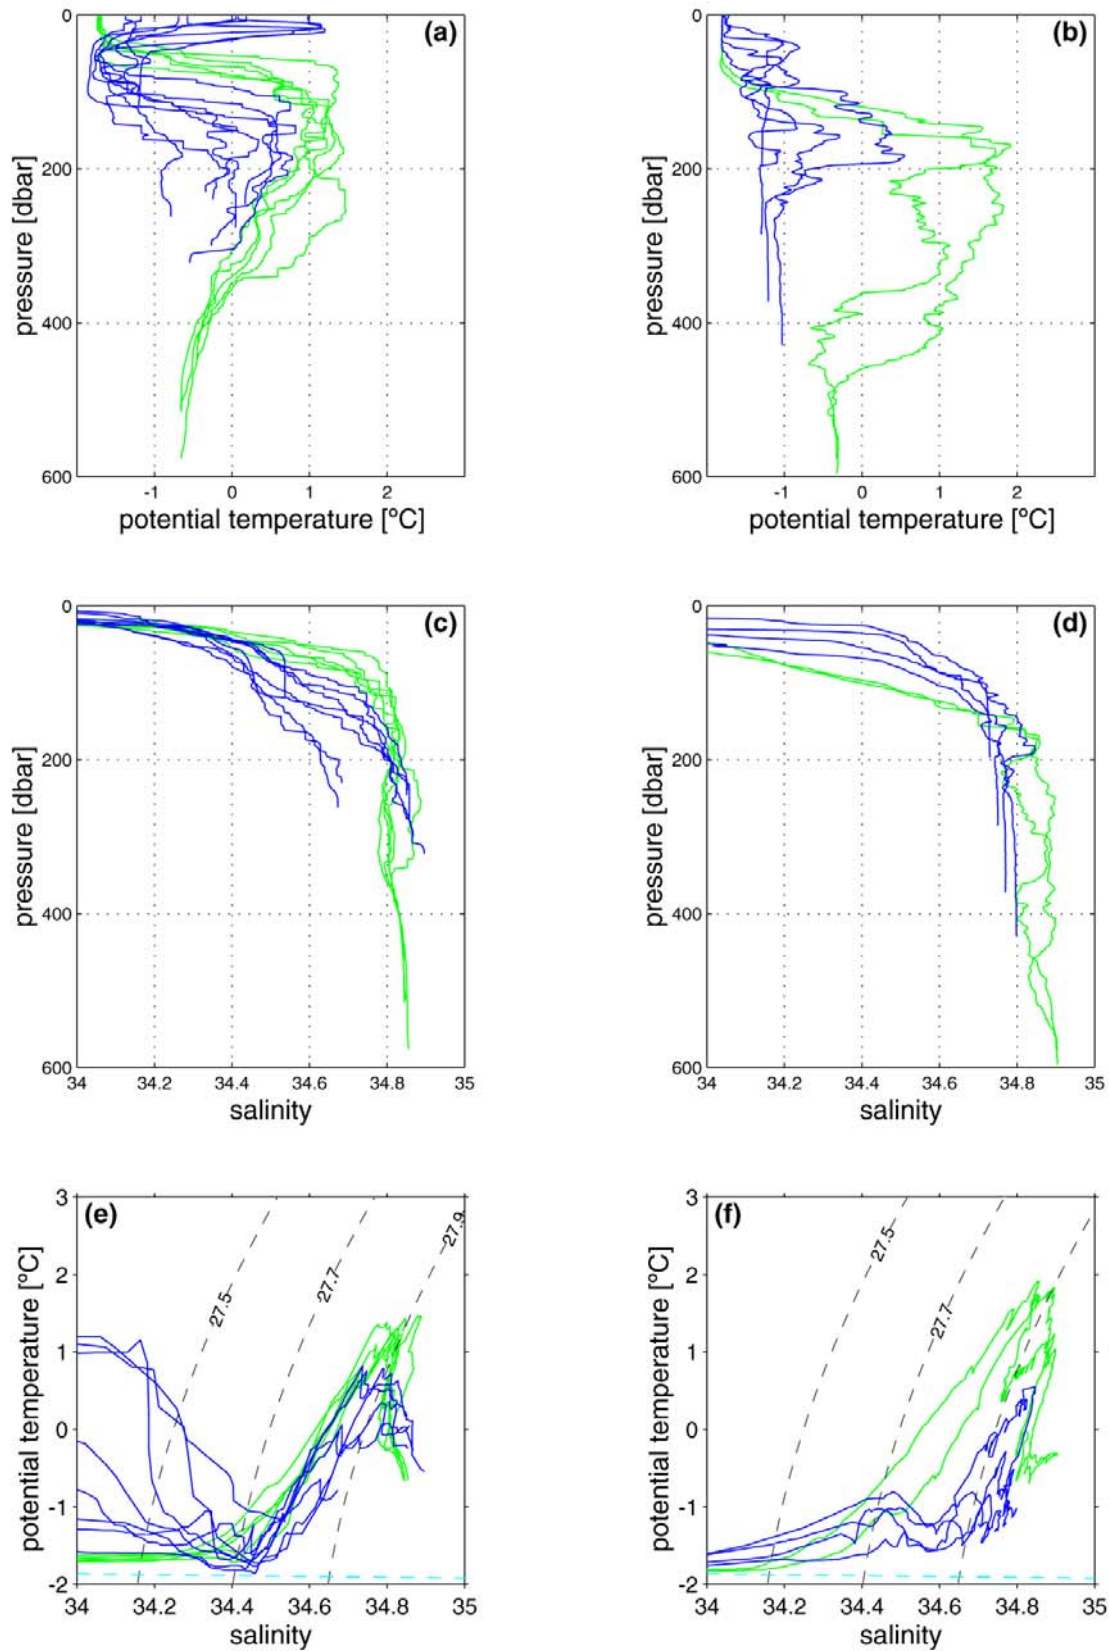 (a)
0
200
400
600
pressure [dbar]
-1 0 1 2
potential temperature [°C]
(b)
0
200
400
600
pressure [dbar]
-1 0 1 2
potential temperature [°C]
(c)
0
200
400
600
pressure [dbar]
34 34.2 34.4 34.6 34.8 35
salinity
(d)
0
200
400
600
pressure [dbar]
34 34.2 34.4 34.6 34.8 35
salinity
(e)
3
2
1
0
-1
-2
potential temperature [°C]
27.5
27.7
27.9
34 34.2 34.4 34.6 34.8 35
salinity
(f)
3
2
1
0
-1
-2
potential temperature [°C]
27.5
27.7
34 34.2 34.4 34.6 34.8 35
salinity